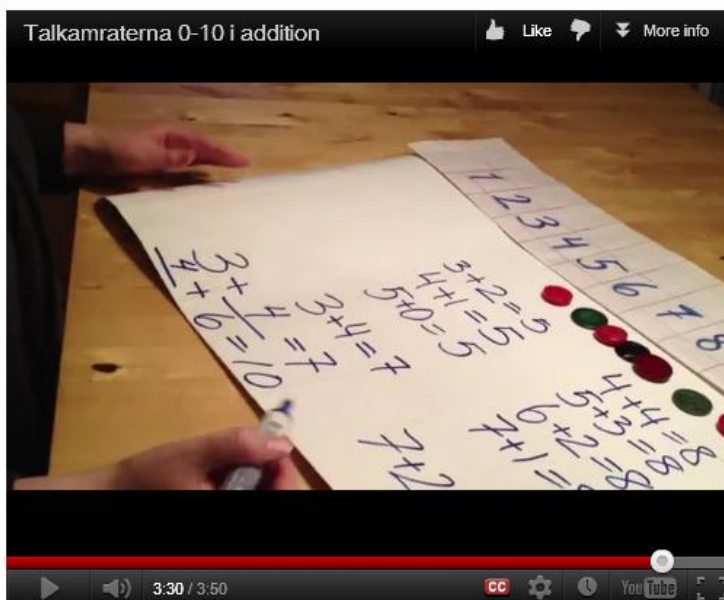 Talkamraterna 0-10 i addition
Like
More info
1 2 3 4 5 6 7 8
3+2=5
4+1=5
5+0=5
3+4=7
3+4=7
4+6=10
4+4=8
5+3=8
6+2=8
7+1=
7+2
3:30 / 3:50
CC
YouTube